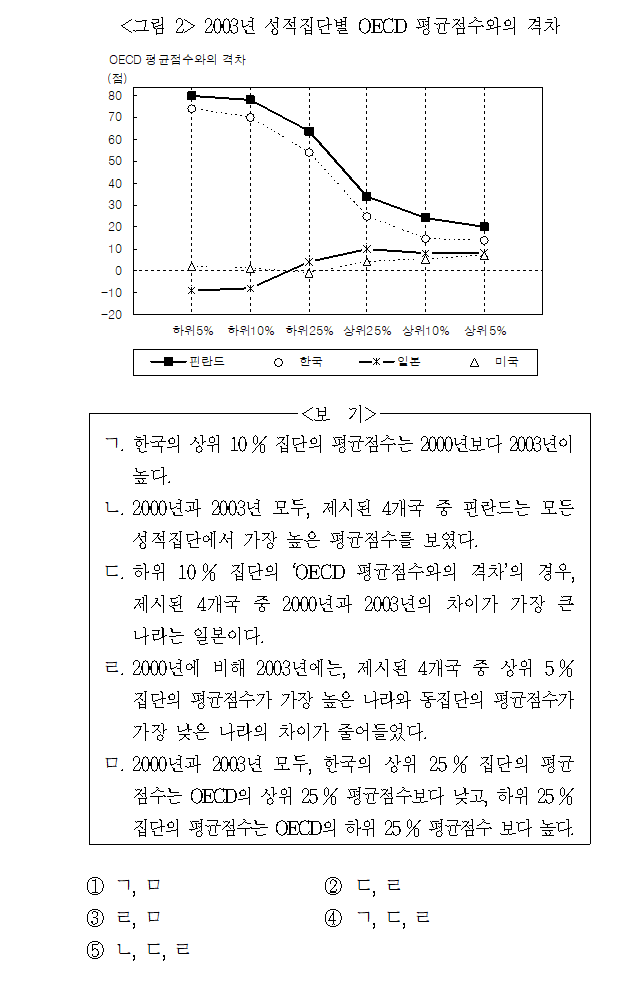 <그림 2> 2003년 성적집단별 OECD 평균점수와의 격차
OECD 평균점수와의 격차
(점)
80
70
60
50
40
30
20
10
0
-10
-20
하위5% 하위10% 하위25% 상위25% 상위10% 상위5%
핀란드 한국 일본 미국
<보 기>
ㄱ. 한국의 상위 10% 집단의 평균점수는 2000년보다 2003년이
높다.
ㄴ. 2000년과 2003년 모두, 제시된 4개국 중 핀란드는 모든
성적집단에서 가장 높은 평균점수를 보였다.
ㄷ. 하위 10% 집단의 ‘OECD 평균점수와의 격차’의 경우,
제시된 4개국 중 2000년과 2003년의 차이가 가장 큰
나라는 일본이다.
ㄹ. 2000년에 비해 2003년에는, 제시된 4개국 중 상위 5%
집단의 평균점수가 가장 높은 나라와 동집단의 평균점수가
가장 낮은 나라의 차이가 줄어들었다.
ㅁ. 2000년과 2003년 모두, 한국의 상위 25% 집단의 평균
점수는 OECD의 상위 25% 평균점수보다 낮고, 하위 25%
집단의 평균점수는 OECD의 하위 25% 평균점수 보다 높다.
① ㄱ, ㅁ ② ㄷ, ㄹ
③ ㄹ, ㅁ ④ ㄱ, ㄷ, ㄹ
⑤ ㄴ, ㄷ, ㄹ